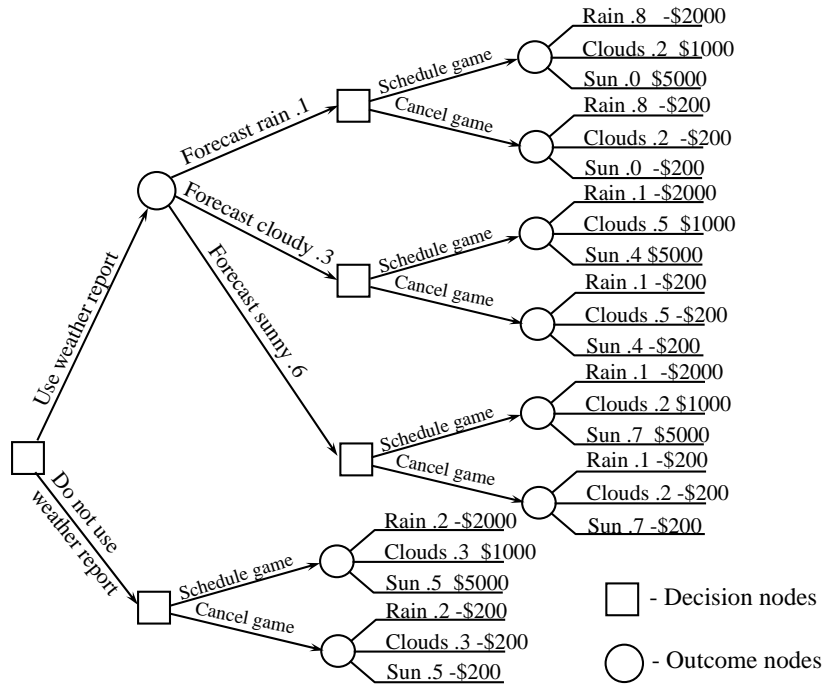 Rain .8 -$2000
Schedule game
Clouds .2 $1000
Sun .0 $5000
Forecast rain .1
Cancel game
Rain .8 -$200
Clouds .2 -$200
Sun .0 -$200
Forecast cloudy .3
Rain .1 -$2000
Schedule game
Clouds .5 $1000
Sun .4 $5000
Cancel game
Rain .1 -$200
Clouds .5 -$200
Sun .4 -$200
Forecast sunny .6
Use weather report
Rain .1 -$2000
Schedule game
Clouds .2 $1000
Sun .7 $5000
Cancel game
Rain .1 -$200
Clouds .2 -$200
Sun .7 -$200
Do not use
weather report
Rain .2 -$2000
Schedule game
Clouds .3 $1000
Sun .5 $5000
Cancel game
Rain .2 -$200
Clouds .3 -$200
Sun .5 -$200
- Decision nodes
- Outcome nodes